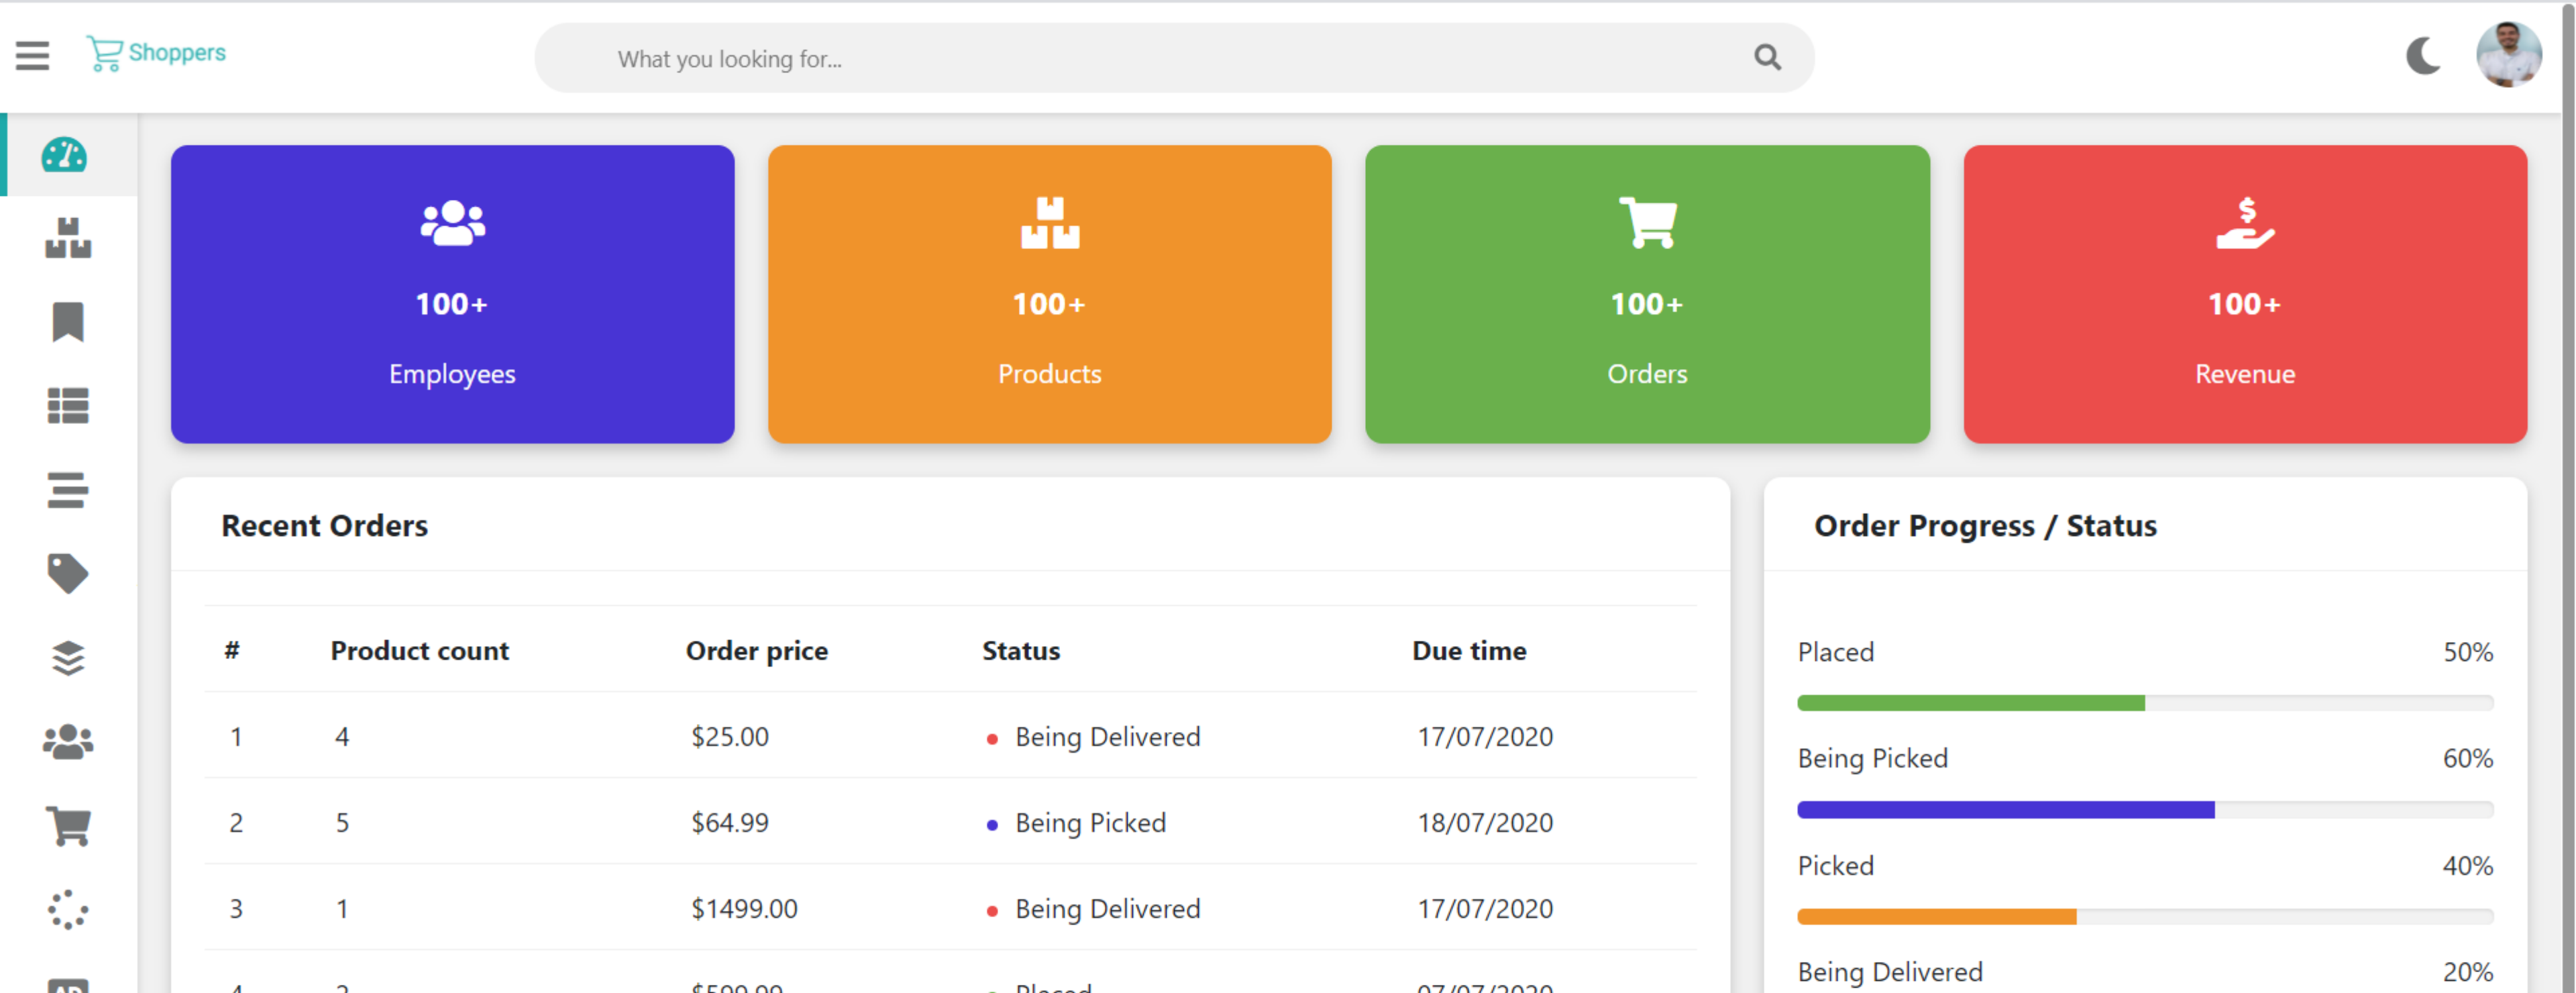 Shoppers
What you looking for...
100+
Employees
100+
Products
100+
Orders
100+
Revenue
Recent Orders
# Product count Order price Status Due time
1 4 $25.00 Being Delivered 17/07/2020
2 5 $64.99 Being Picked 18/07/2020
3 1 $1499.00 Being Delivered 17/07/2020
Placed
Order Progress / Status
Placed 50%
Being Picked 60%
Picked 40%
Being Delivered 20%